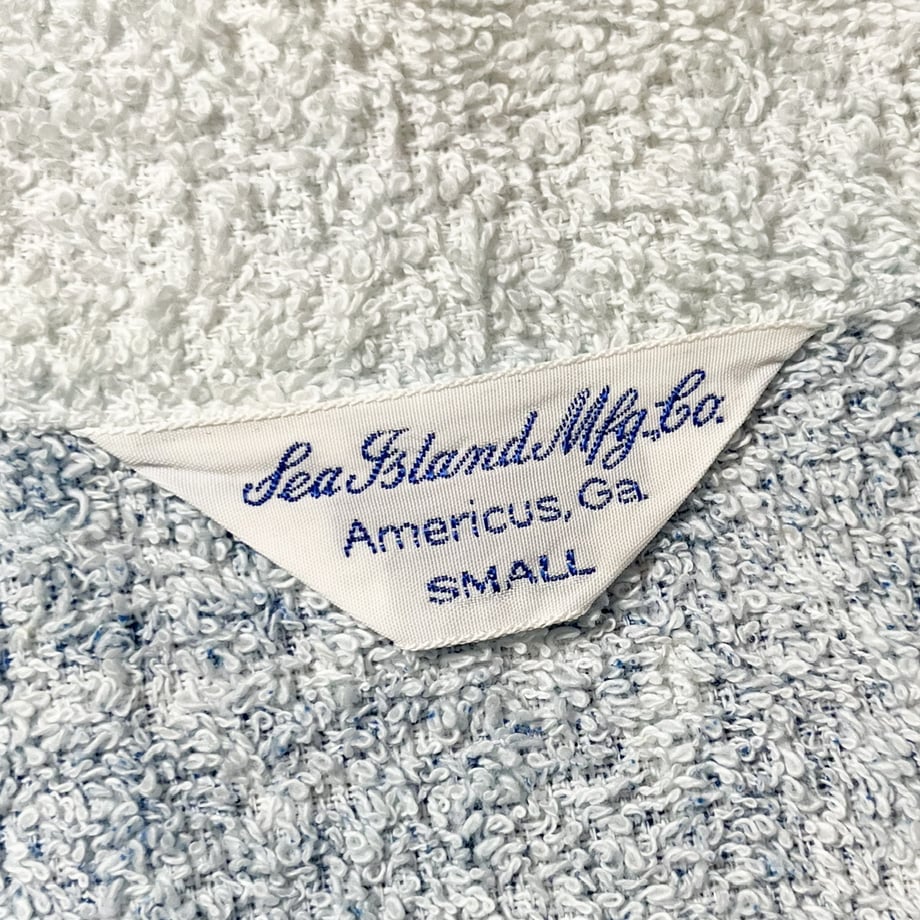 Sea Island Mfg. Co.
Americus, Ga
SMALL